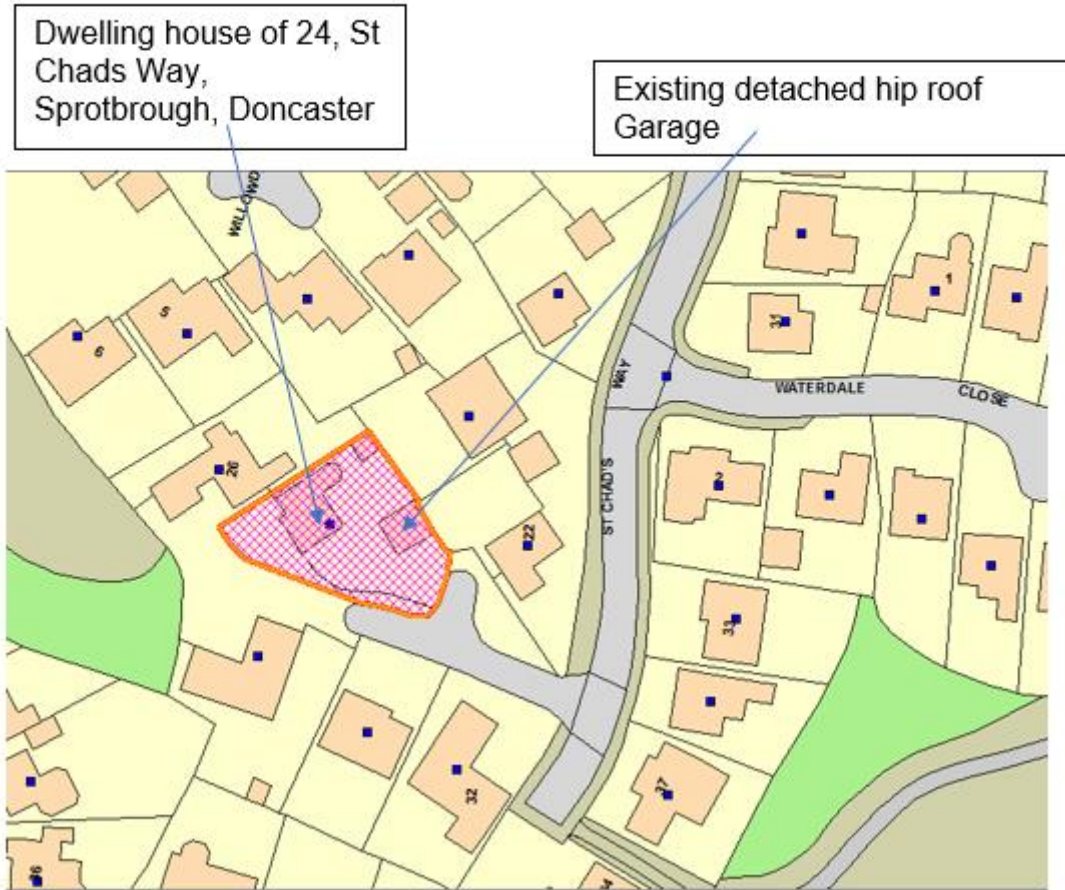 Dwelling house of 24, St
Chads Way,
Sprotbrough, Doncaster
Existing detached hip roof
Garage
WILLOWD
5
6
1
31
WAY
WATERDALE
CLOSE
26
ST CHAD'S
2
22
33
37
32